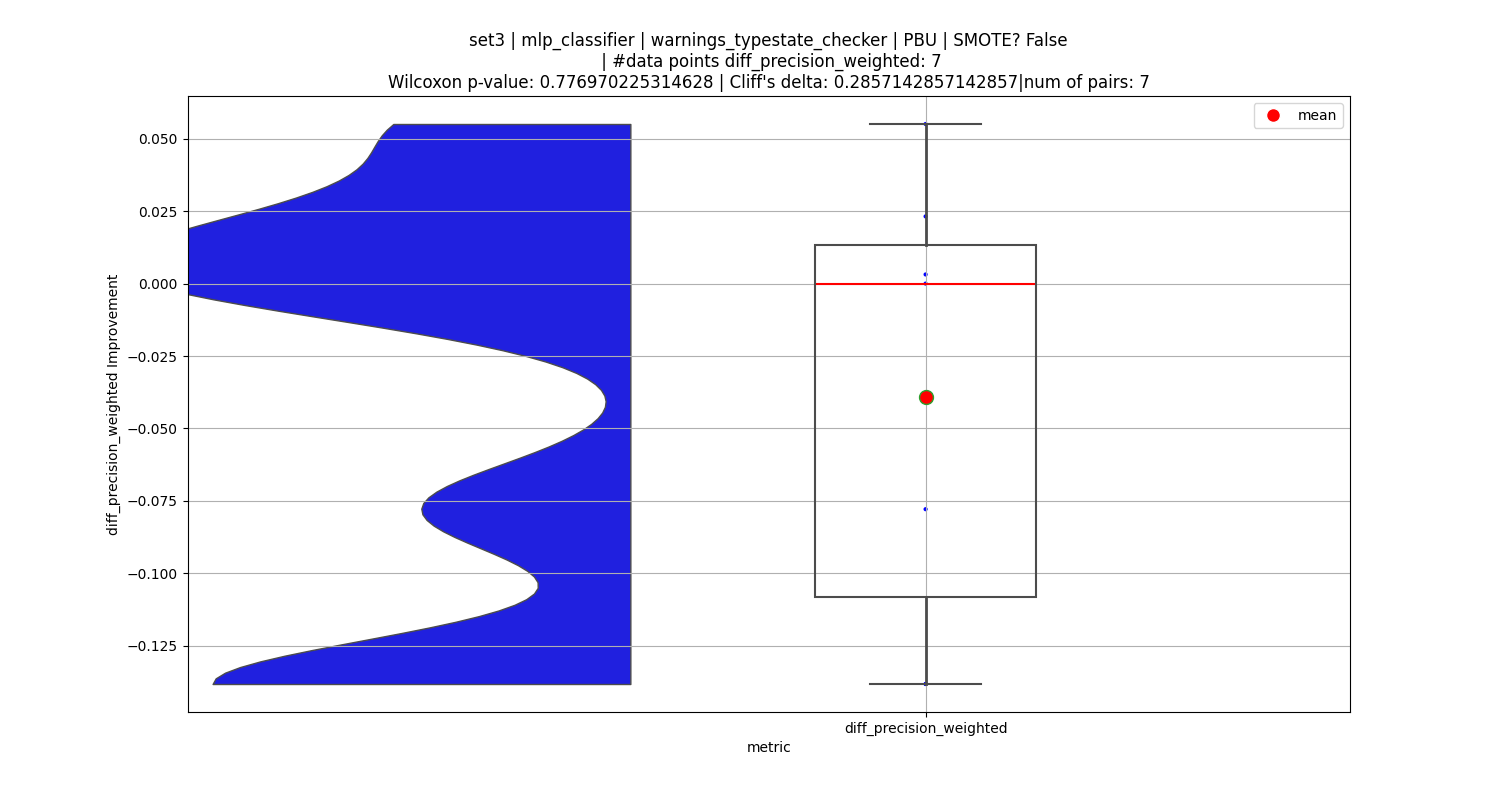 set3 | mlp_classifier | warnings_typestate_checker | PBU | SMOTE? False
| #data points diff_precision_weighted: 7
Wilcoxon p-value: 0.776970225314628 | Cliff's delta: 0.2857142857142857|num of pairs: 7
mean
0.050
0.025
0.000
−0.025
−0.050
−0.075
−0.100
−0.125
diff_precision_weighted Improvement
diff_precision_weighted
metric